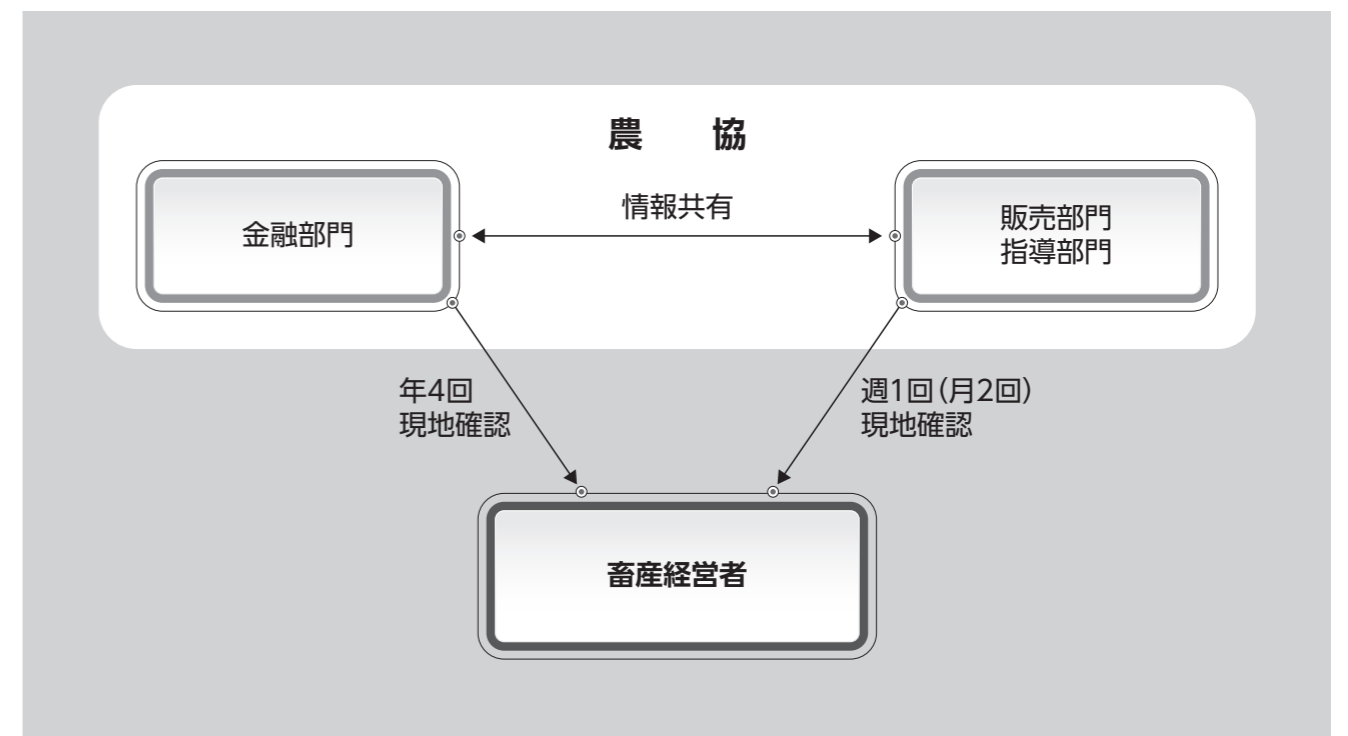 農　協
金融部門
情報共有
販売部門
指導部門
年4回
現地確認
週1回（月2回）
現地確認
畜産経営者